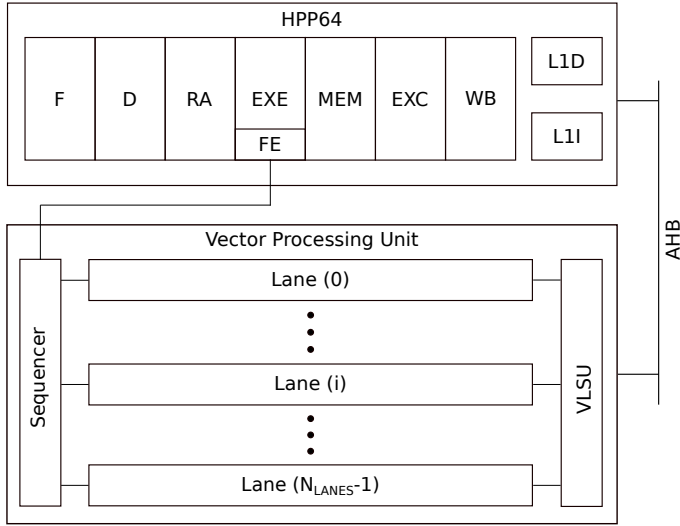 HPP64
F D RA EXE MEM EXC WB
FE
L1D
L1I
AHB
Vector Processing Unit
Sequencer
Lane (0)
Lane (i)
Lane (N_LANES-1)
VLSU